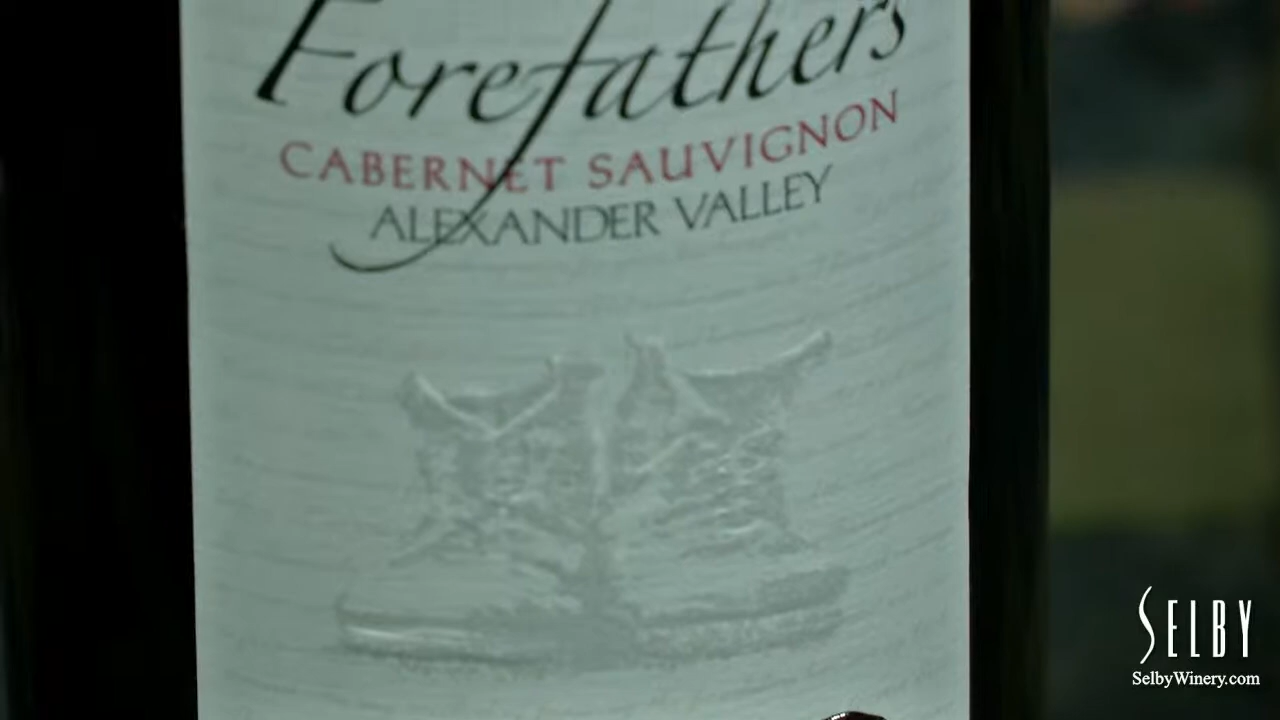 Forefathers
CABERNET SAUVIGNON
ALEXANDER VALLEY
SELBY
SelbyWinery.com